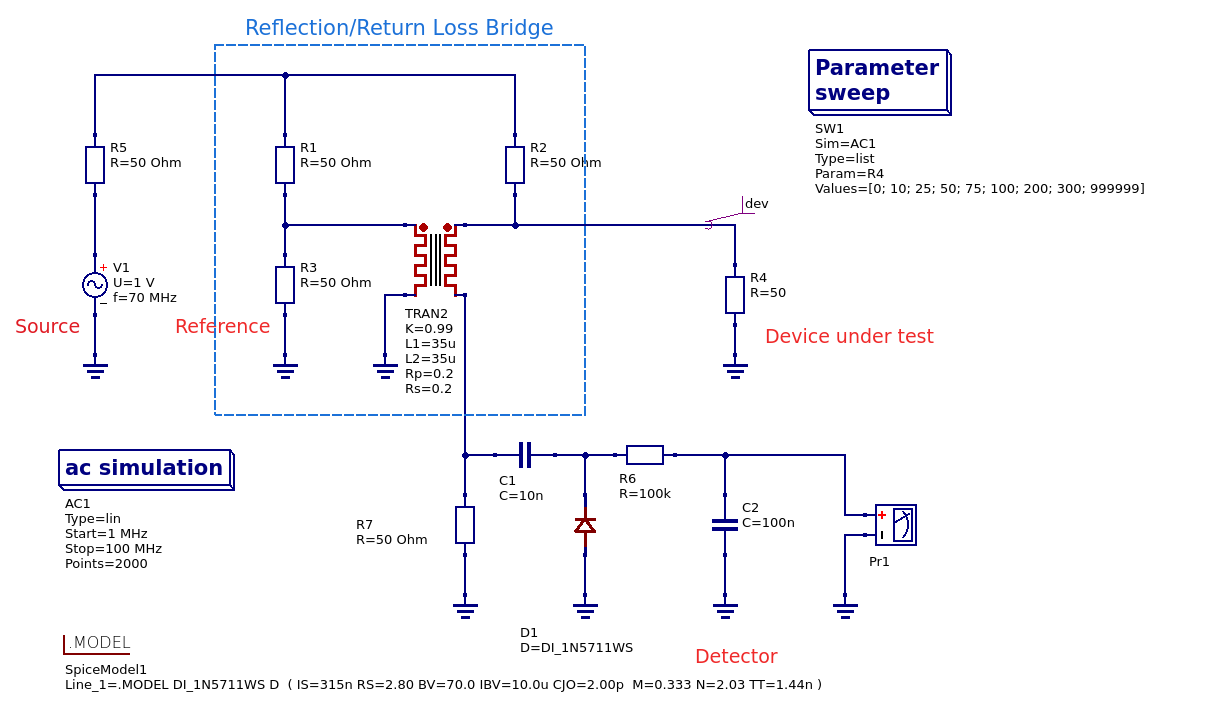 Reflection/Return Loss Bridge
Parameter
sweep
SW1
Sim=AC1
Type=list
Param=R4
Values=[0; 10; 25; 50; 75; 100; 200; 300; 999999]
R5
R=50 Ohm
R1
R=50 Ohm
R2
R=50 Ohm
dev
V1
U=1 V
f=70 MHz
+
−
R3
R=50 Ohm
R4
R=50
Source
Reference
TRAN2
K=0.99
L1=35u
L2=35u
Rp=0.2
Rs=0.2
Device under test
ac simulation
AC1
Type=lin
Start=1 MHz
Stop=100 MHz
Points=2000
R7
R=50 Ohm
C1
C=10n
R6
R=100k
C2
C=100n
+
Pr1
D1
D=DI_1N5711WS
Detector
.MODEL
SpiceModel1
Line_1=.MODEL DI_1N5711WS D  ( IS=315n RS=2.80 BV=70.0 IBV=10.0u CJO=2.00p  M=0.333 N=2.03 TT=1.44n )